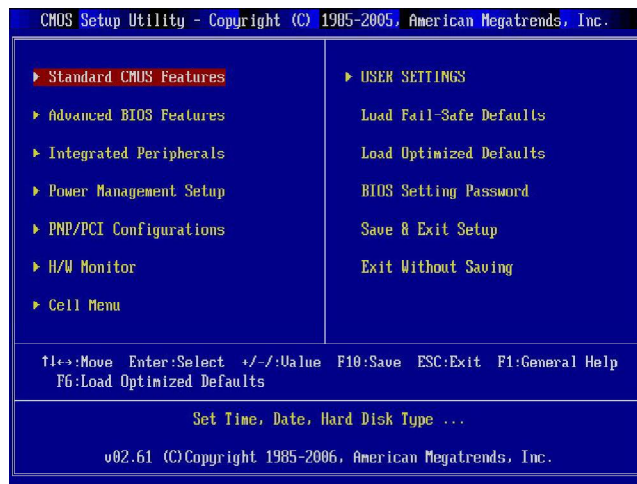 CMOS Setup Utility - Copyright (C) 1985-2005, American Megatrends, Inc.
▶ Standard CMOS Features
▶ Advanced BIOS Features
▶ Integrated Peripherals
▶ Power Management Setup
▶ PNP/PCI Configurations
▶ H/W Monitor
▶ Cell Menu
▶ USER SETTINGS
Load Fail-Safe Defaults
Load Optimized Defaults
BIOS Setting Password
Save & Exit Setup
Exit Without Saving
↑↓←→:Move Enter:Select +/-/:Value F10:Save ESC:Exit F1:General Help
F6:Load Optimized Defaults
Set Time, Date, Hard Disk Type ...
v02.61 (C)Copyright 1985-2006, American Megatrends, Inc.